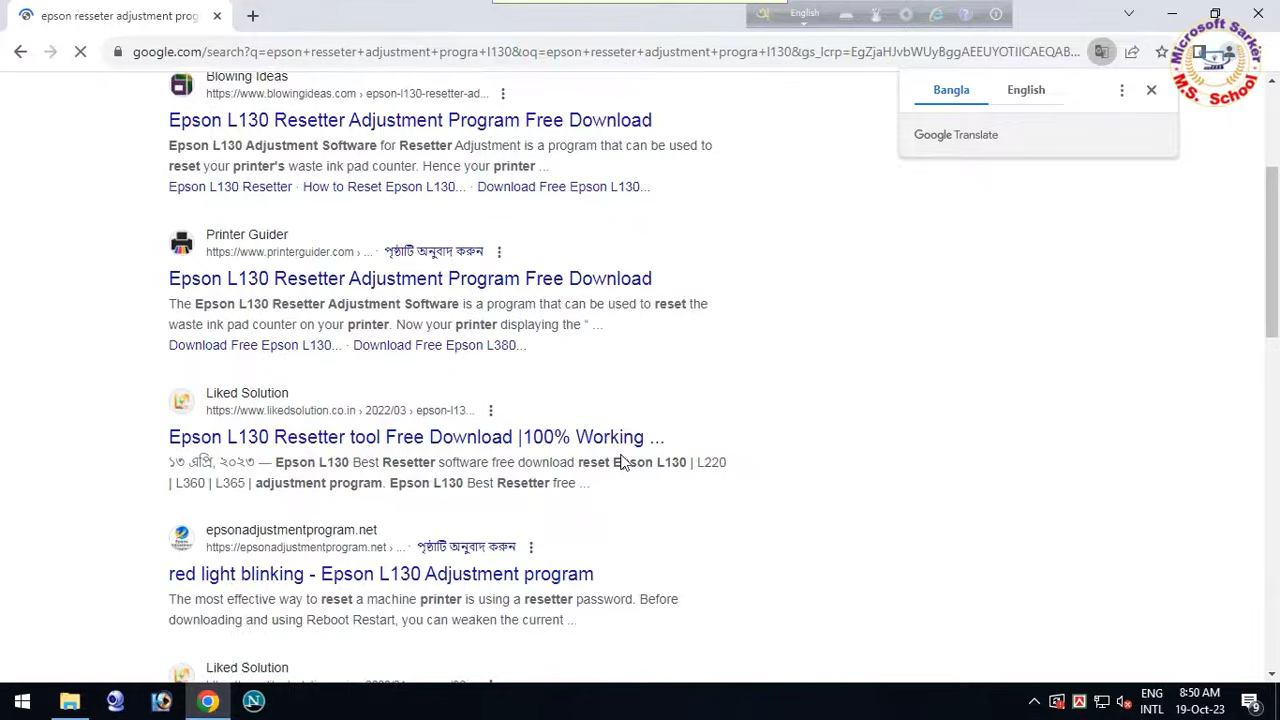 epson resseter adjustment prog
English
google.com/search?q=epson+resseter+adjustment+progra+l130&oq=epson+resseter+adjustment+progra+l130&gs_lcrp=EgZjaHJvbWUyBggAEEUYOTIICAEQAB...
Microsoft Sarker
M.S. School
Bangla
English
Google Translate
Blowing Ideas
https://www.blowingideas.com › epson-l130-resetter-ad...
Epson L130 Resetter Adjustment Program Free Download
Epson L130 Adjustment Software for Resetter Adjustment is a program that can be used to
reset your printer's waste ink pad counter. Hence your printer ...
Epson L130 Resetter · How to Reset Epson L130... · Download Free Epson L130...
Printer Guider
https://www.printerguider.com › ... · পৃষ্ঠাটি অনুবাদ করুন
Epson L130 Resetter Adjustment Program Free Download
The Epson L130 Resetter Adjustment Software is a program that can be used to reset the
waste ink pad counter on your printer. Now your printer displaying the “ ...
Download Free Epson L130... · Download Free Epson L380...
Liked Solution
https://www.likedsolution.co.in › 2022/03 › epson-l13...
Epson L130 Resetter tool Free Download |100% Working ...
১৩ এপ্রি, ২০২৩ — Epson L130 Best Resetter software free download reset Epson L130 | L220
| L360 | L365 | adjustment program. Epson L130 Best Resetter free ...
epsonadjustmentprogram.net
https://epsonadjustmentprogram.net › ... · পৃষ্ঠাটি অনুবাদ করুন
red light blinking - Epson L130 Adjustment program
The most effective way to reset a machine printer is using a resetter password. Before
downloading and using Reboot Restart, you can weaken the current ...
Liked Solution
ENG
INTL
8:50 AM
19-Oct-23
9